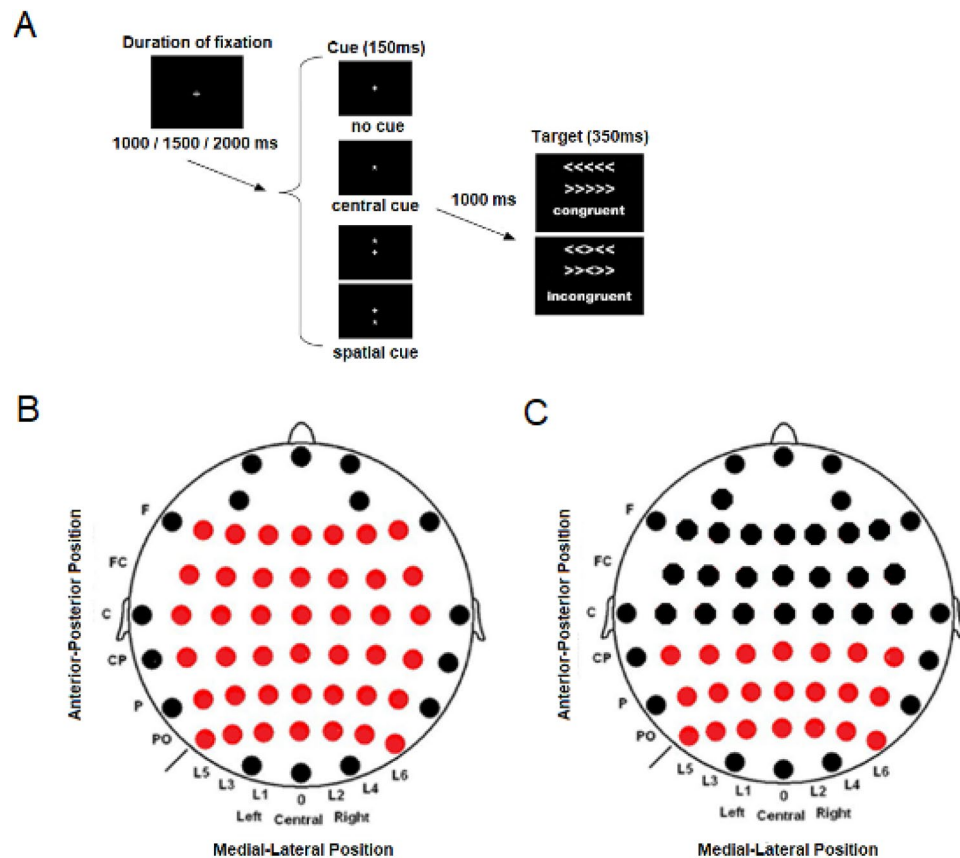 A
Duration of fixation
1000 / 1500 / 2000 ms
Cue (150ms)
no cue
central cue
spatial cue
1000 ms
Target (350ms)
<<<<<
>>>>>
congruent
<<><<
>><>>
incongruent
B
Anterior-Posterior Position
F
FC
C
CP
P
PO
L5
L3
L1
0
L2
L4
L6
Left
Central
Right
Medial-Lateral Position
C
Anterior-Posterior Position
F
FC
C
CP
P
PO
L5
L3
L1
0
L2
L4
L6
Left
Central
Right
Medial-Lateral Position